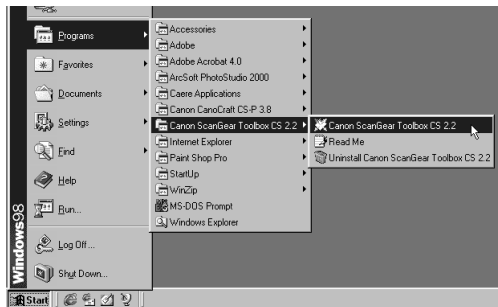 Programs
Favorites
Documents
Settings
Find
Help
Run...
Log Off...
Shut Down...
Windows98
Start
Accessories
Adobe
Adobe Acrobat 4.0
ArcSoft PhotoStudio 2000
Caere Applications
Canon CanoCraft CS-P 3.8
Canon ScanGear Toolbox CS 2.2
Internet Explorer
Paint Shop Pro
StartUp
WinZip
MS-DOS Prompt
Windows Explorer
Canon ScanGear Toolbox CS 2.2
Read Me
Uninstall Canon ScanGear Toolbox CS 2.2